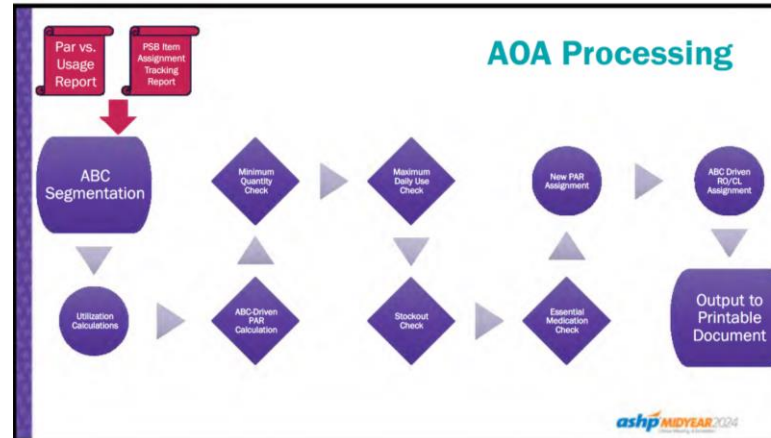 Par vs.
Usage
Report
PSB Item
Assignment
Tracking
Report
AOA Processing
ABC
Segmentation
Minimum
Quantity
Check
Maximum
Daily Use
Check
New PAR
Assignment
ABC Driven
RO/CL
Assignment
Utilization
Calculations
ABC-Driven
PAR
Calculation
Stockout
Check
Essential
Medication
Check
Output to
Printable
Document
ashp MIDYEAR2024